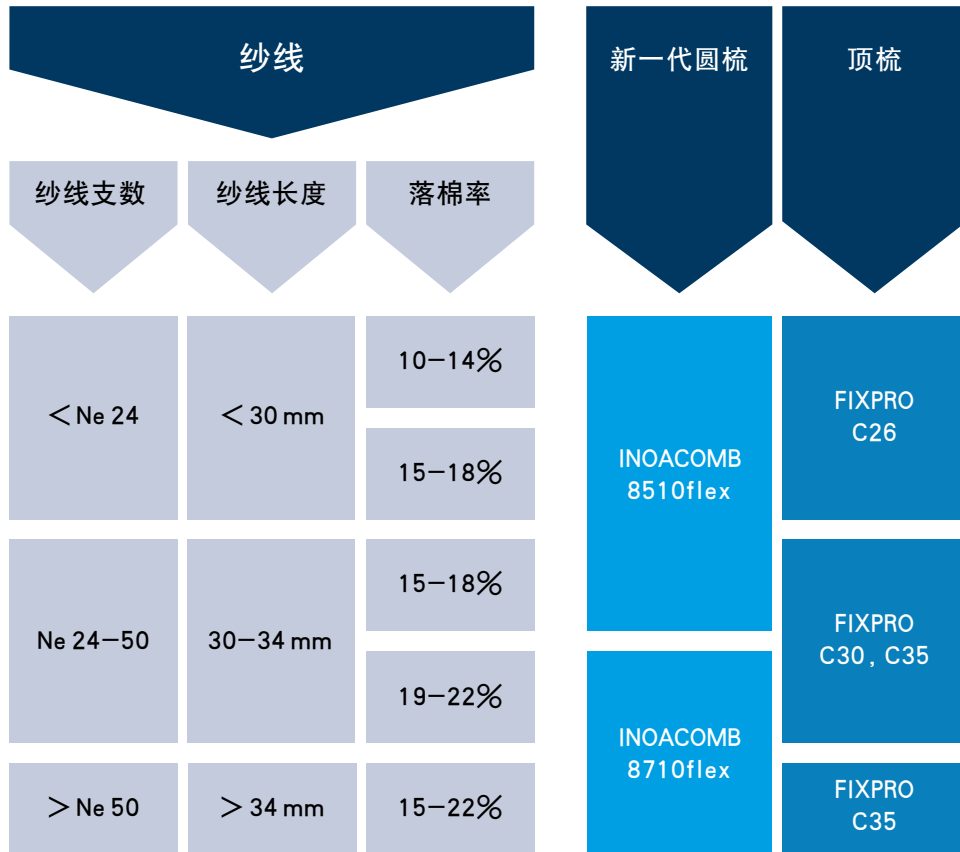 纱线
新一代圆梳
顶梳
纱线支数
纱线长度
落棉率
＜Ne 24
＜30 mm
10–14%
15–18%
INOACOMB
8510flex
FIXPRO
C26
Ne 24–50
30–34 mm
15–18%
19–22%
FIXPRO
C30 , C35
INOACOMB
8710flex
＞Ne 50
＞34 mm
15–22%
FIXPRO
C35